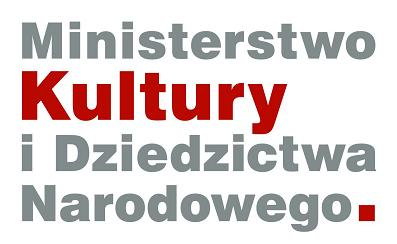 Ministerstwo
Kultury
i Dziedzictwa
Narodowego.